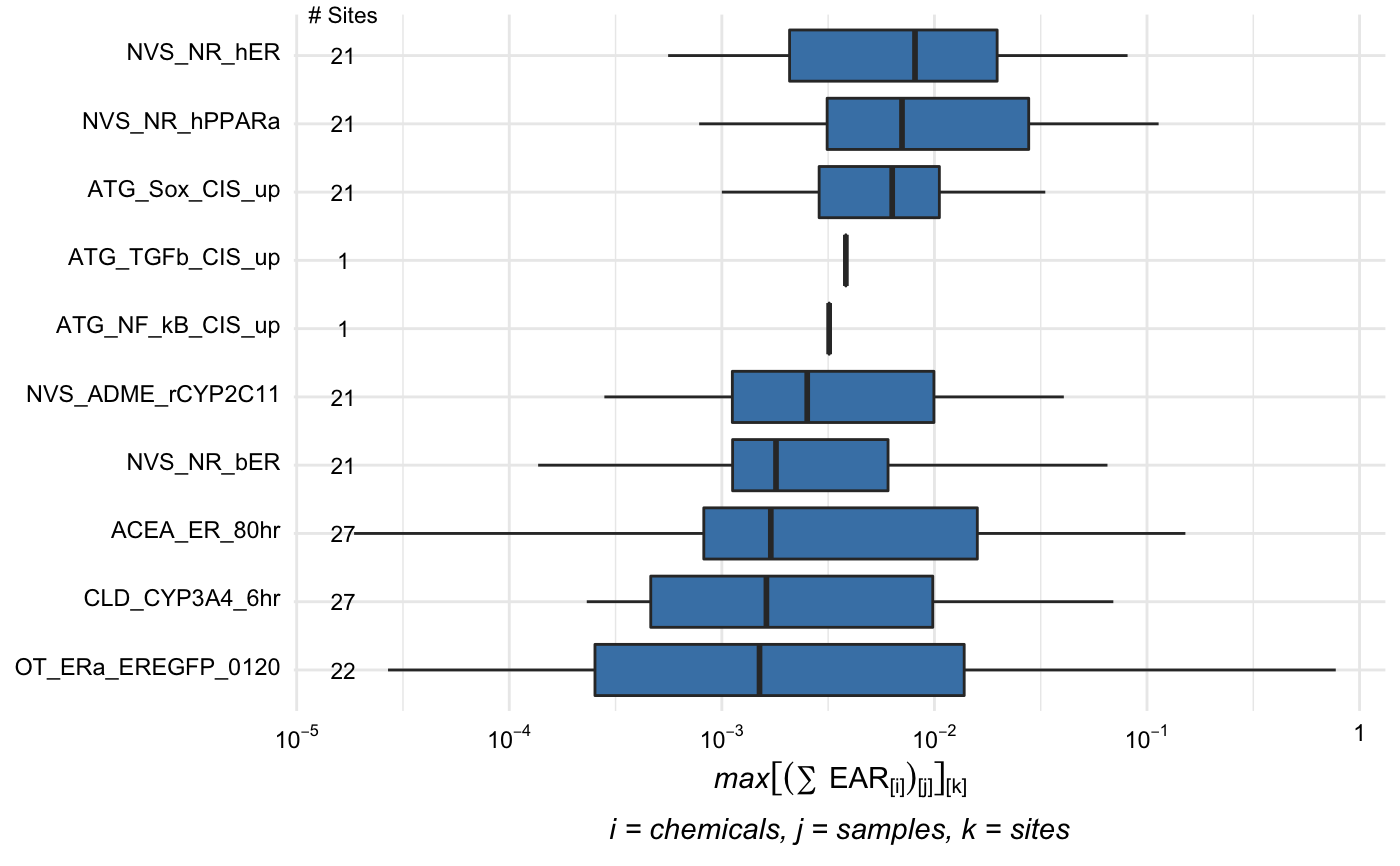 # Sites
NVS_NR_hER 21
NVS_NR_hPPARa 21
ATG_Sox_CIS_up 21
ATG_TGFb_CIS_up 1
ATG_NF_kB_CIS_up 1
NVS_ADME_rCYP2C11 21
NVS_NR_bER 21
ACEA_ER_80hr 27
CLD_CYP3A4_6hr 27
OT_ERa_EREGFP_0120 22
10⁻⁵ 10⁻⁴ 10⁻³ 10⁻² 10⁻¹ 1
max[(∑ EAR[i])[j]][k]
i = chemicals, j = samples, k = sites